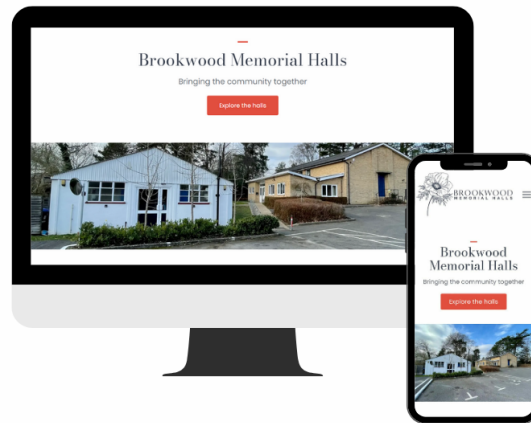 Brookwood Memorial Halls
Bringing the community together
Explore the halls
BROOKWOOD
MEMORIAL HALLS
Brookwood
Memorial Halls
Bringing the community together
Explore the halls